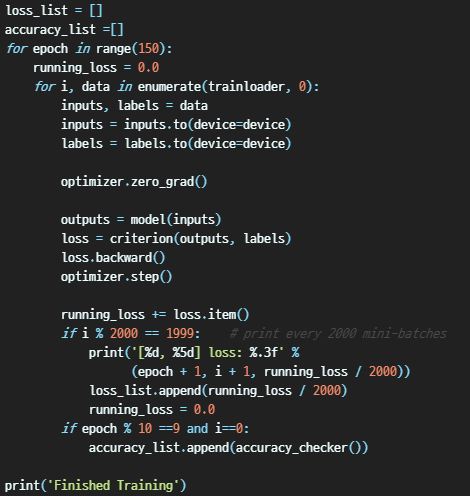 loss_list = []
accuracy_list =[]
for epoch in range(150):
    running_loss = 0.0
    for i, data in enumerate(trainloader, 0):
        inputs, labels = data
        inputs = inputs.to(device=device)
        labels = labels.to(device=device)

        optimizer.zero_grad()

        outputs = model(inputs)
        loss = criterion(outputs, labels)
        loss.backward()
        optimizer.step()

        running_loss += loss.item()
        if i % 2000 == 1999:    # print every 2000 mini-batches
            print('[%d, %5d] loss: %.3f' %
                  (epoch + 1, i + 1, running_loss / 2000))
            loss_list.append(running_loss / 2000)
            running_loss = 0.0
        if epoch % 10 ==9 and i==0:
            accuracy_list.append(accuracy_checker())

print('Finished Training')